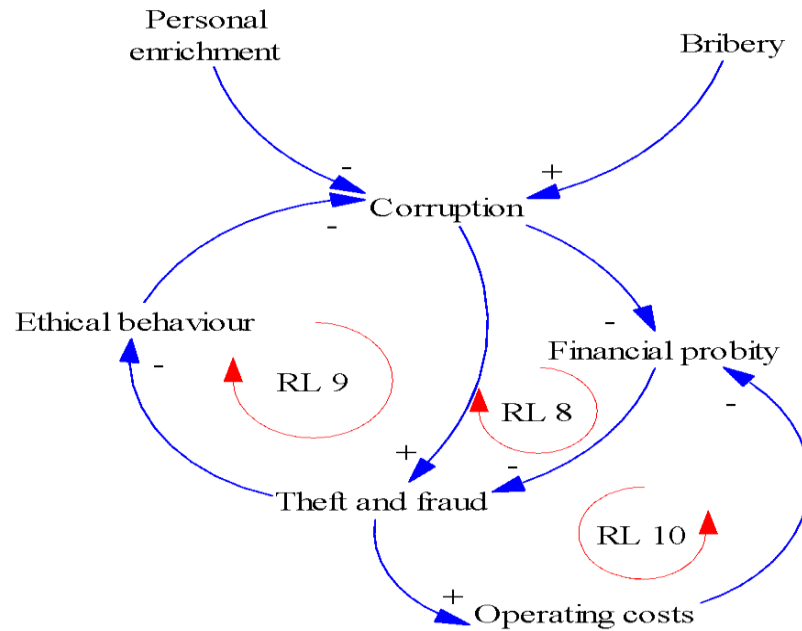 Personal
enrichment
Bribery
-
+
Corruption
-
Ethical behaviour
-
Financial probity
-
RL 9
RL 8
-
+
-
Theft and fraud
RL 10
+
Operating costs